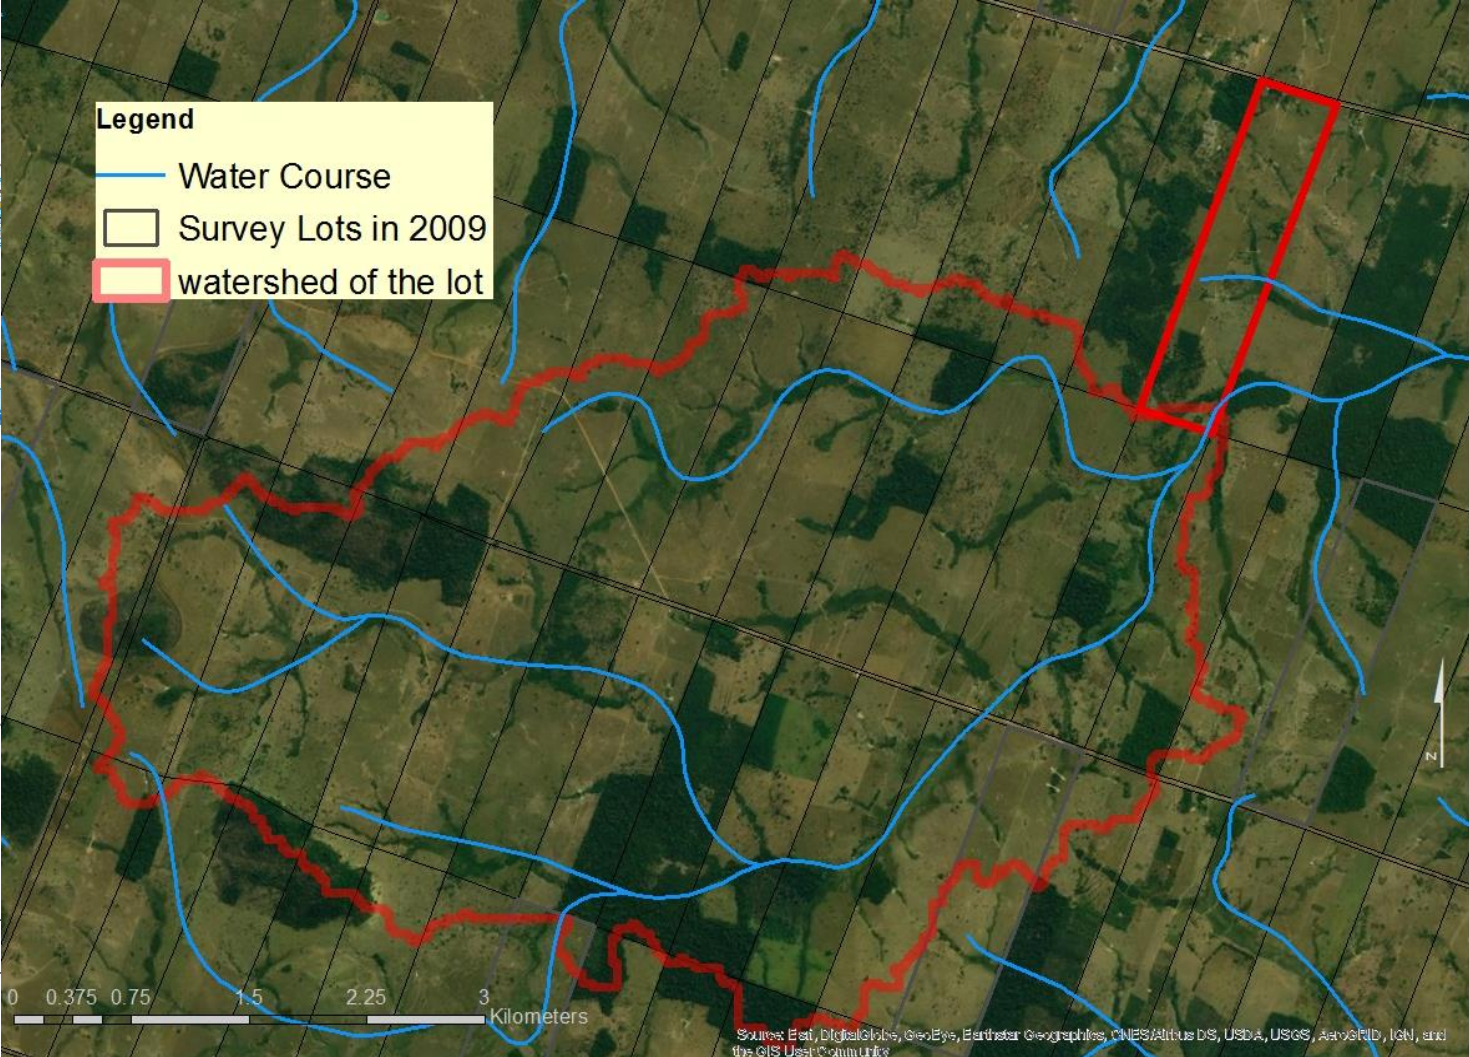 Legend
Water Course
Survey Lots in 2009
watershed of the lot
N
0 0.375 0.75 1.5 2.25 3
Kilometers
Source: Esri, DigitalGlobe, GeoEye, Earthstar Geographics, CNES/Airbus DS, USDA, USGS, AeroGRID, IGN, and
the GIS User Community